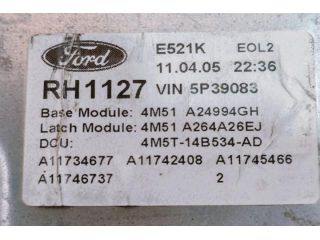 Ford
E521K EOL2
11.04.05 22:36
RH1127 VIN 5P39083
Base Module: 4M51 A24994GH
Latch Module: 4M51 A264A26EJ
DCU: 4M5T-14B534-AD
A11734677 A11742408 A11745466
A11746737 2